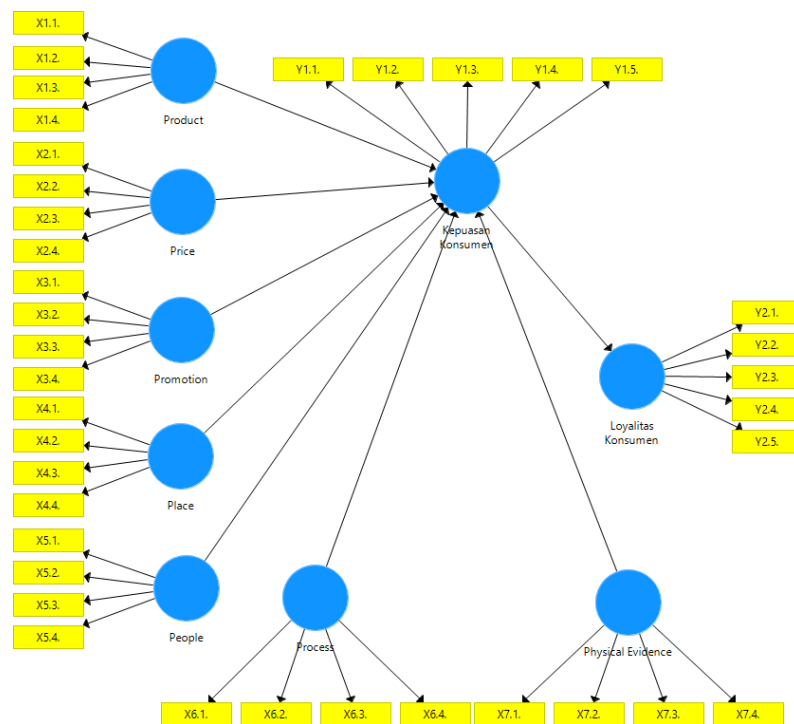 X1.1.
X1.2.
X1.3.
X1.4.
Product
Y1.1.
Y1.2.
Y1.3.
Y1.4.
Y1.5.
Kepuasan
Konsumen
X2.1.
X2.2.
X2.3.
X2.4.
Price
X3.1.
X3.2.
X3.3.
X3.4.
Promotion
Y2.1.
Y2.2.
Y2.3.
Y2.4.
Y2.5.
Loyalitas
Konsumen
X4.1.
X4.2.
X4.3.
X4.4.
Place
X5.1.
X5.2.
X5.3.
X5.4.
People
Process
Physical Evidence
X6.1.
X6.2.
X6.3.
X6.4.
X7.1.
X7.2.
X7.3.
X7.4.